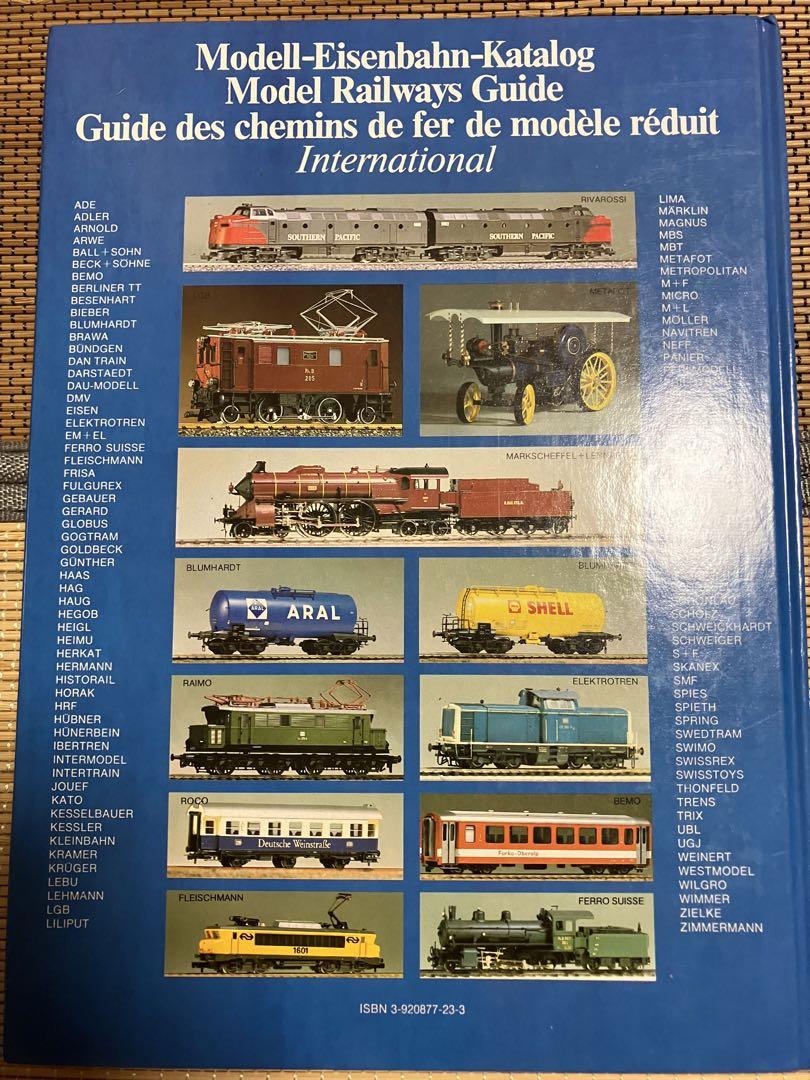 Modell-Eisenbahn-Katalog
Model Railways Guide
Guide des chemins de fer de modèle réduit
International
ADE
ADLER
ARNOLD
ARWE
BALL + SOHN
BECK + SÖHNE
BEMO
BERLINER TT
BESENHART
BIEBER
BLUMHARDT
BRAWA
BÜNDGEN
DAN TRAIN
DARSTAEDT
DAU-MODELL
DMV
EISEN
ELEKTROTREN
EM + EL
FERRO SUISSE
FLEISCHMANN
FRISA
FULGUREX
GEBAUER
GERARD
GLOBUS
GOGTRAM
GOLDBECK
GÜNTHER
HAAS
HAG
HAUG
HEGOB
HEIGL
HEIMU
HERKAT
HERMANN
HISTORAIL
HORAK
HRF
HÜBNER
HÜNERBEIN
IBERTREN
INTERMODEL
INTERTRAIN
JOUEF
KATO
KESSELBAUER
KESSLER
KLEINBAHN
KRAMER
KRÜGER
LEBU
LEHMANN
LGB
LILIPUT
RIVAROSSI
SOUTHERN PACIFIC
SOUTHERN PACIFIC
LGB
215
METAFOT
MARKSCHEFFEL + LENNARTZ
BLUMHARDT
ARAL
ARAL
BLUMHARDT
SHELL
RAIMO
ELEKTROTREN
ROCO
Deutsche Weinstraße
BEMO
Furka-Oberalp
FLEISCHMANN
1601
FERRO SUISSE
LIMA
MÄRKLIN
MAGNUS
MBS
MBT
METAFOT
METROPOLITAN
M + F
MICRO
M + L
MÖLLER
NAVITREN
NEFF
PANIER
SCHOLZ
SCHWEICKHARDT
SCHWEIGER
S + F
SKANEX
SMF
SPIES
SPIETH
SPRING
SWEDTRAM
SWIMO
SWISSREX
SWISSTOYS
THONFELD
TRENS
TRIX
UBL
UGJ
WEINERT
WESTMODEL
WILGRO
WIMMER
ZIELKE
ZIMMERMANN
ISBN 3-920877-23-3